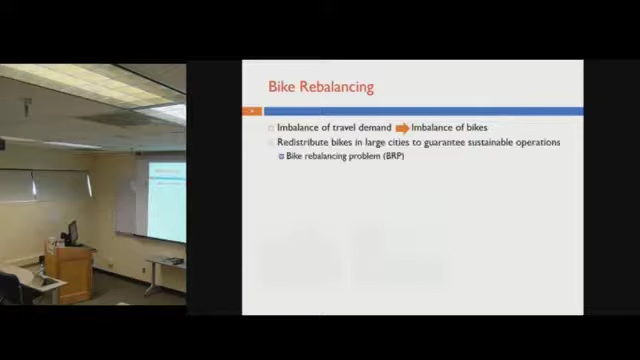 Bike Rebalancing
Imbalance of travel demand Imbalance of bikes
Redistribute bikes in large cities to guarantee sustainable operations
Bike rebalancing problem (BRP)